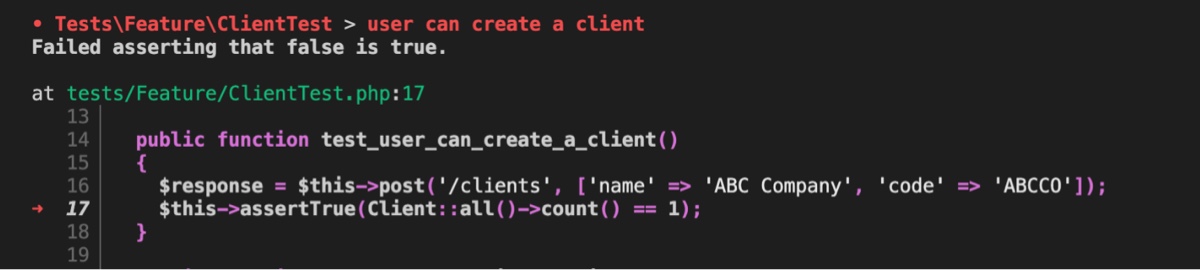 • Tests\Feature\ClientTest > user can create a client
Failed asserting that false is true.
at tests/Feature/ClientTest.php:17
13
14 public function test_user_can_create_a_client()
15 {
16 $response = $this->post('/clients', ['name' => 'ABC Company', 'code' => 'ABCCO']);
➜ 17 $this->assertTrue(Client::all()->count() == 1);
18 }
19